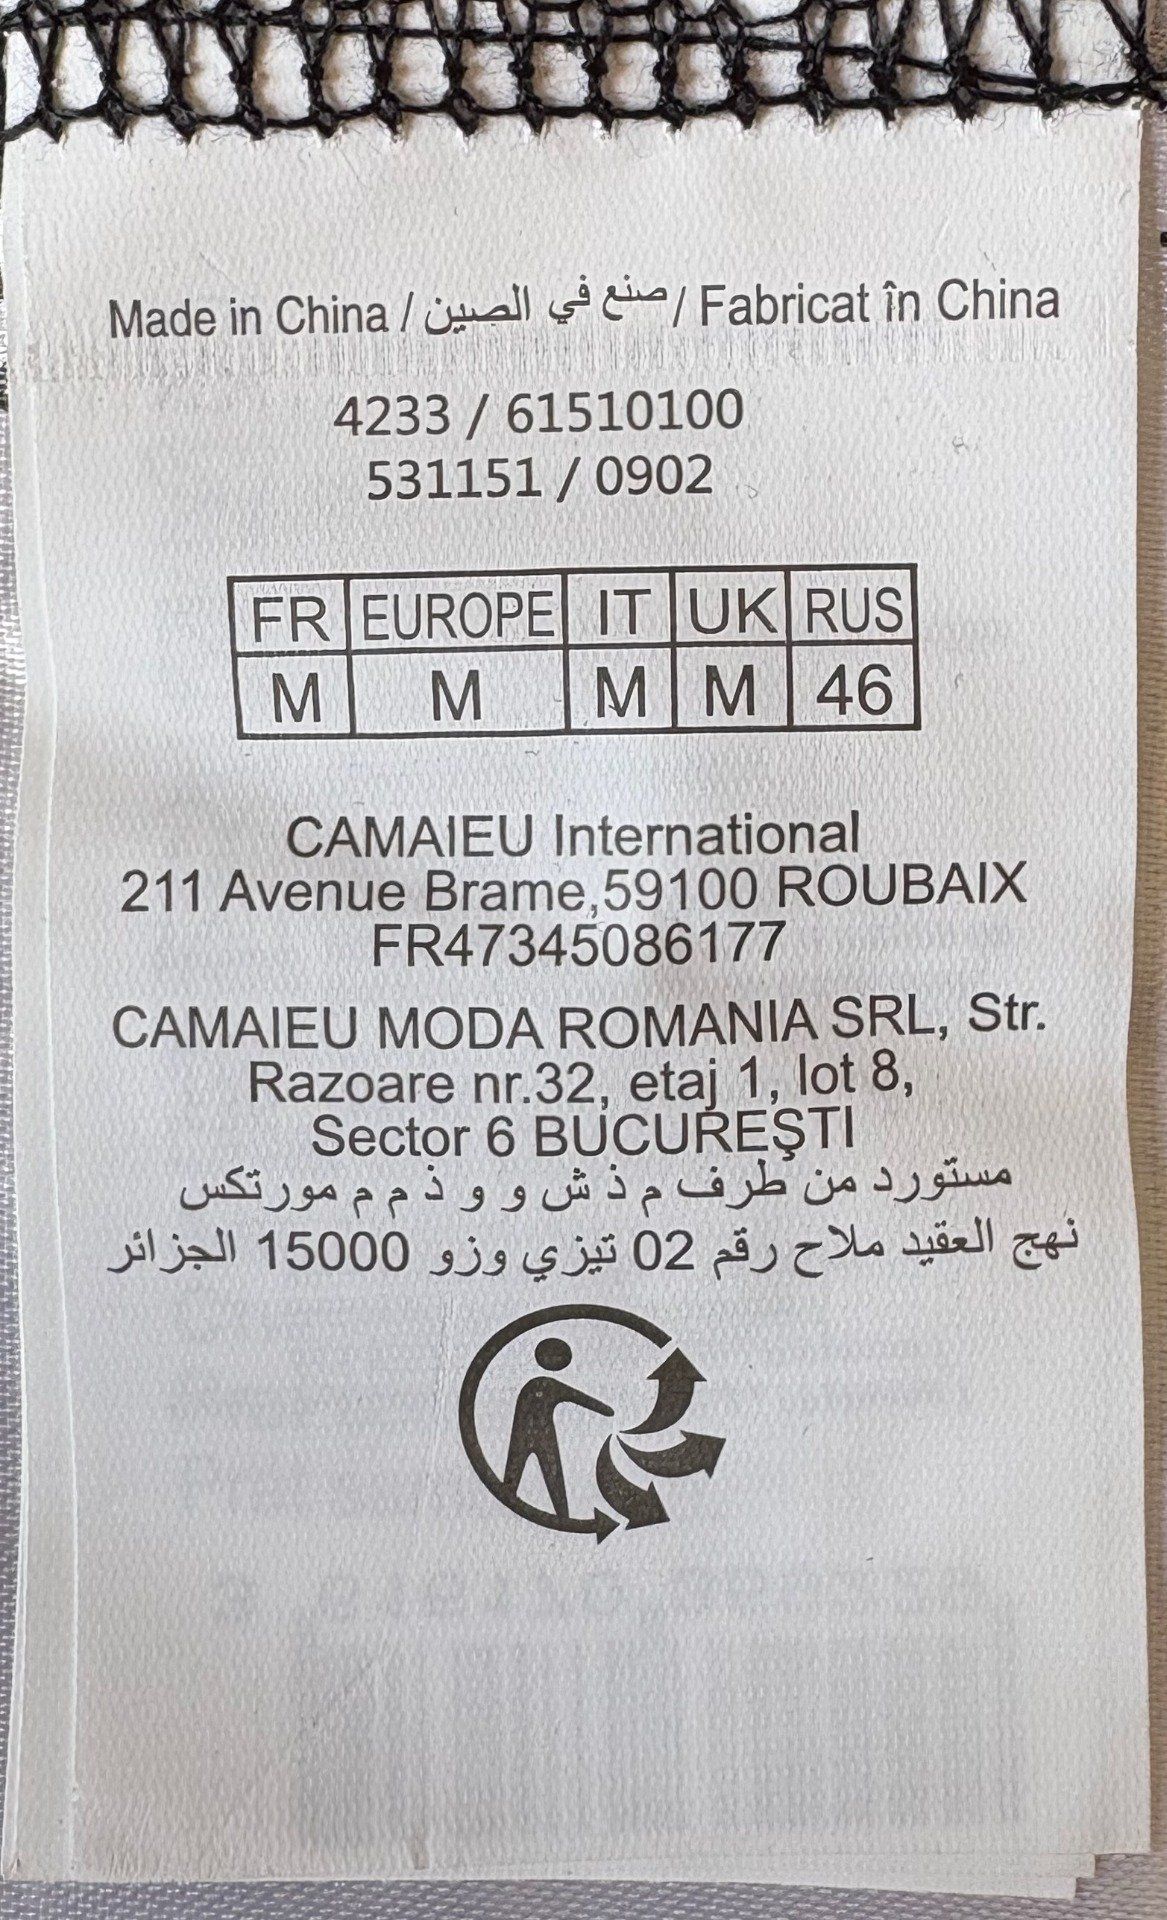 Made in China / صنع في الصين / Fabricat în China
4233 / 61510100
531151 / 0902
FR EUROPE IT UK RUS
M M M M 46
CAMAIEU International
211 Avenue Brame,59100 ROUBAIX
FR47345086177
CAMAIEU MODA ROMANIA SRL, Str.
Razoare nr.32, etaj 1, lot 8,
Sector 6 BUCUREŞTI
مستورد من طرف م ذ ش و و ذ م م مورتكس
نهج العقيد ملاح رقم 02 تيزي وزو 15000 الجزائر